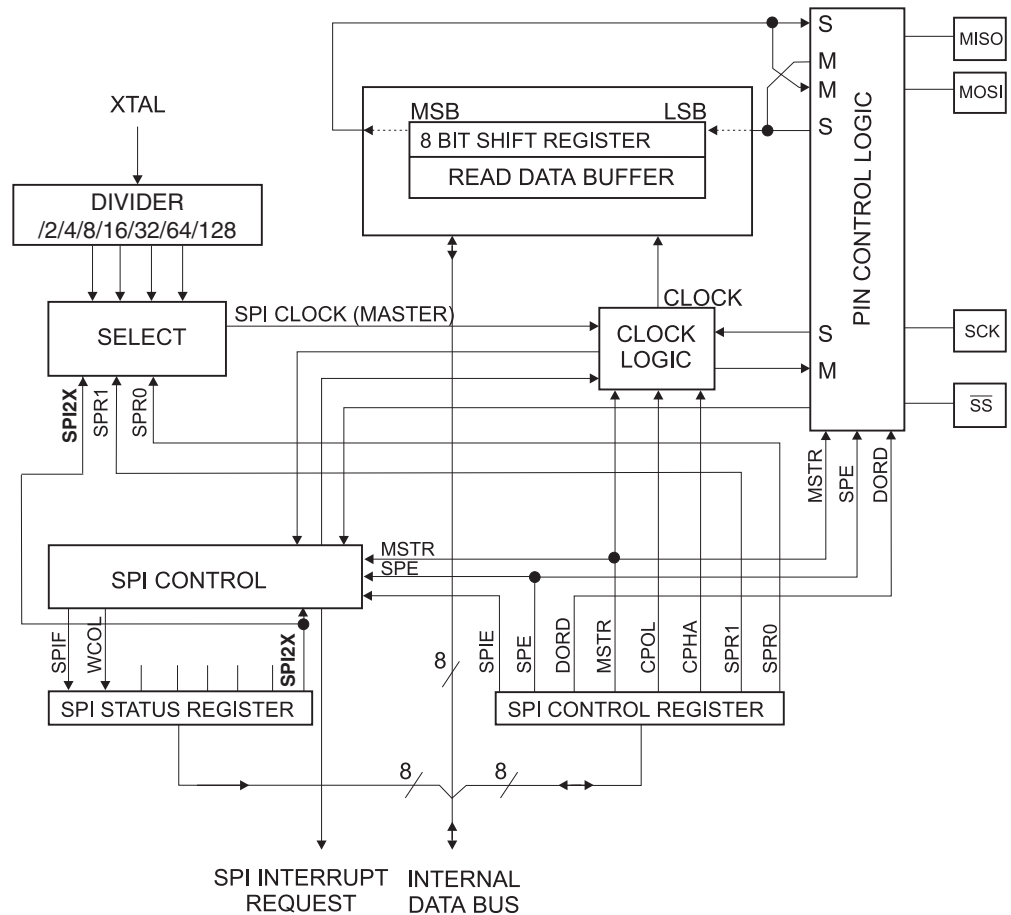 S
MISO
M
M
MOSI
S
PIN CONTROL LOGIC
XTAL
MSB
LSB
8 BIT SHIFT REGISTER
READ DATA BUFFER
DIVIDER
/2/4/8/16/32/64/128
SELECT
SPI CLOCK (MASTER)
CLOCK
CLOCK
LOGIC
S
M
SCK
SS
SPI2X
SPR1
SPR0
MSTR
SPE
DORD
SPI CONTROL
MSTR
SPE
SPIF
WCOL
SPI2X
8
SPIE
SPE
DORD
MSTR
CPOL
CPHA
SPR1
SPR0
SPI STATUS REGISTER
SPI CONTROL REGISTER
8
8
SPI INTERRUPT
REQUEST
INTERNAL
DATA BUS